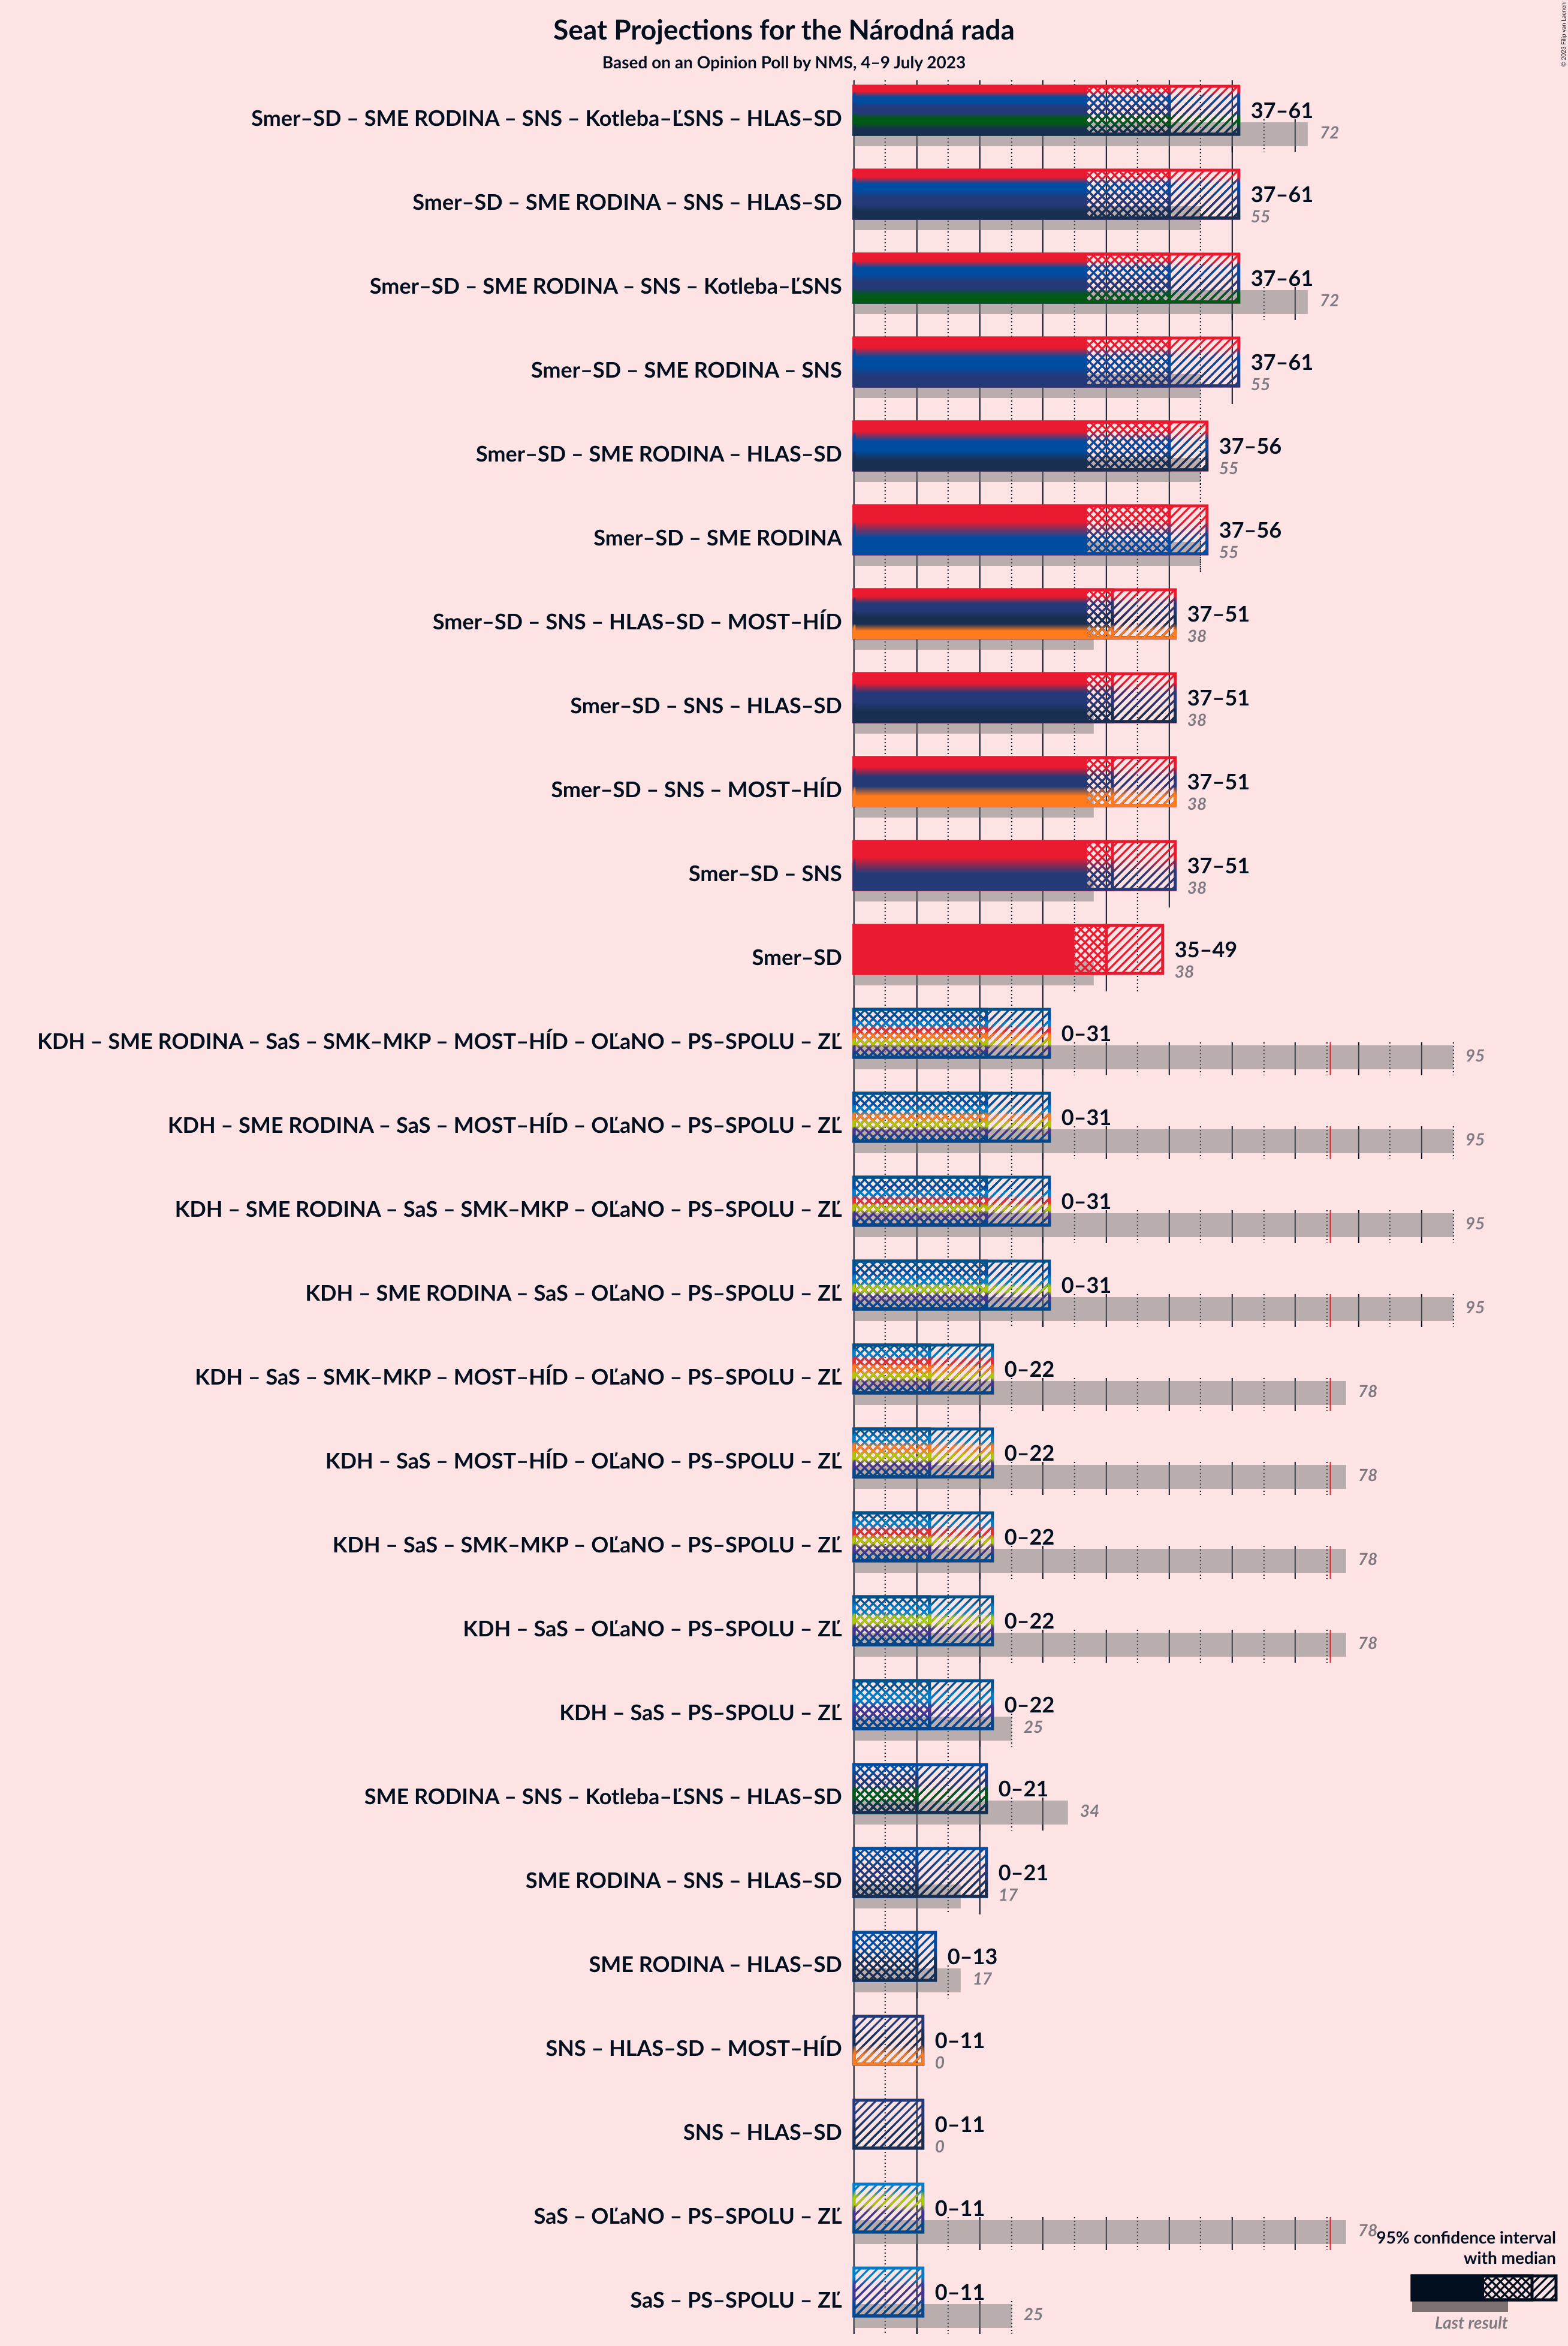 Seat Projections for the Národná rada
Based on an Opinion Poll by NMS, 4–9 July 2023
© 2023 Filip van Laenen
Smer–SD – SME RODINA – SNS – Kotleba–ĽSNS – HLAS–SD
37–61
72
Smer–SD – SME RODINA – SNS – HLAS–SD
37–61
55
Smer–SD – SME RODINA – SNS – Kotleba–ĽSNS
37–61
72
Smer–SD – SME RODINA – SNS
37–61
55
Smer–SD – SME RODINA – HLAS–SD
37–56
55
Smer–SD – SME RODINA
37–56
55
Smer–SD – SNS – HLAS–SD – MOST–HÍD
37–51
38
Smer–SD – SNS – HLAS–SD
37–51
38
Smer–SD – SNS – MOST–HÍD
37–51
38
Smer–SD – SNS
37–51
38
Smer–SD
35–49
38
KDH – SME RODINA – SaS – SMK–MKP – MOST–HÍD – OĽaNO – PS–SPOLU – ZĽ
0–31
95
KDH – SME RODINA – SaS – MOST–HÍD – OĽaNO – PS–SPOLU – ZĽ
0–31
95
KDH – SME RODINA – SaS – SMK–MKP – OĽaNO – PS–SPOLU – ZĽ
0–31
95
KDH – SME RODINA – SaS – OĽaNO – PS–SPOLU – ZĽ
0–31
95
KDH – SaS – SMK–MKP – MOST–HÍD – OĽaNO – PS–SPOLU – ZĽ
0–22
78
KDH – SaS – MOST–HÍD – OĽaNO – PS–SPOLU – ZĽ
0–22
78
KDH – SaS – SMK–MKP – OĽaNO – PS–SPOLU – ZĽ
0–22
78
KDH – SaS – OĽaNO – PS–SPOLU – ZĽ
0–22
78
KDH – SaS – PS–SPOLU – ZĽ
0–22
25
SME RODINA – SNS – Kotleba–ĽSNS – HLAS–SD
0–21
34
SME RODINA – SNS – HLAS–SD
0–21
17
SME RODINA – HLAS–SD
0–13
17
SNS – HLAS–SD – MOST–HÍD
0–11
0
SNS – HLAS–SD
0–11
0
SaS – OĽaNO – PS–SPOLU – ZĽ
0–11
78
SaS – PS–SPOLU – ZĽ
0–11
25
95% confidence interval
with median
Last result